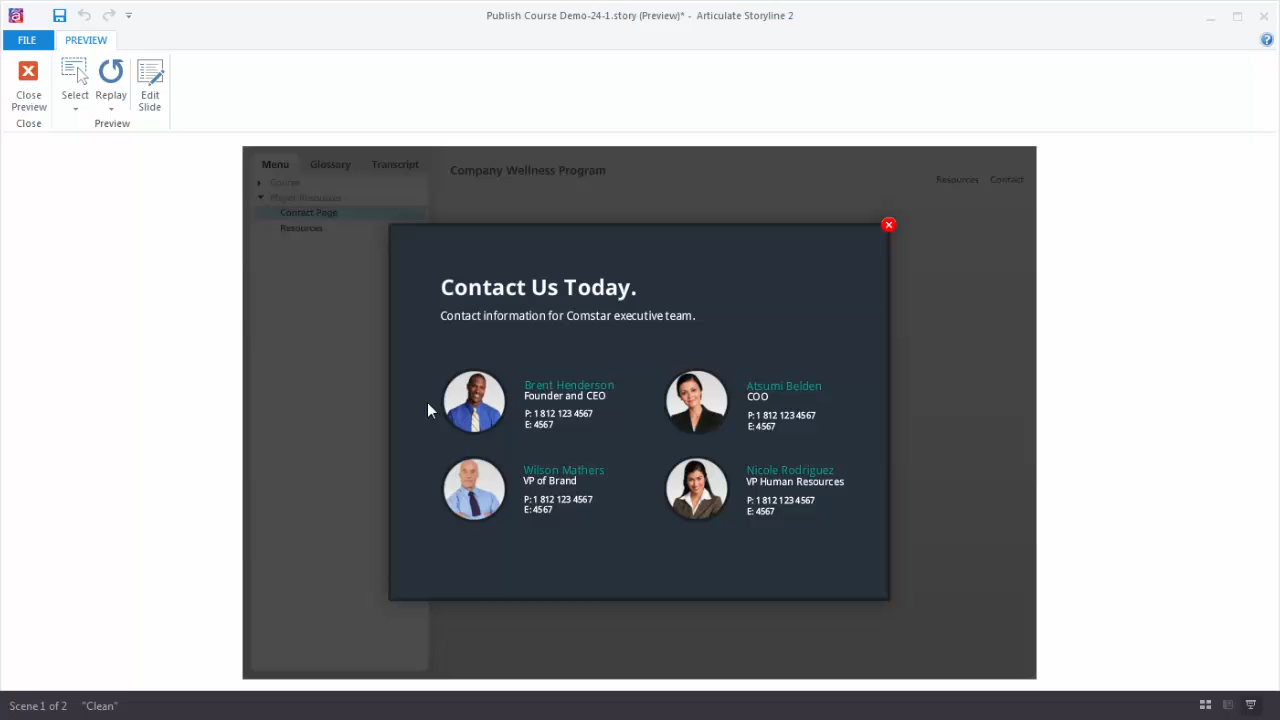 Publish Course Demo-24-1.story (Preview)* - Articulate Storyline 2
FILE
PREVIEW
Close Preview
Select
Replay
Edit Slide
Close
Preview
Menu
Glossary
Transcript
Company Wellness Program
Resources
Contact
Course
Player Resources
Contact Page
Resources
Contact Us Today.
Contact information for Comstar executive team.
Brent Henderson
Founder and CEO
P: 1 812 123 4567
E: 4567
Atsumi Belden
COO
P: 1 812 123 4567
E: 4567
Wilson Mathers
VP of Brand
P: 1 812 123 4567
E: 4567
Nicole Rodriguez
VP Human Resources
P: 1 812 123 4567
E: 4567
Scene 1 of 2
"Clean"